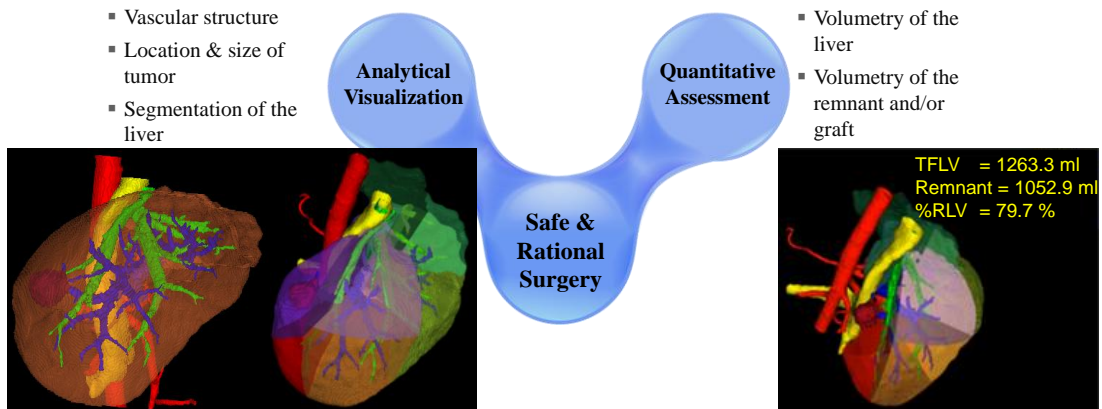 ▪ Vascular structure
▪ Location & size of
tumor
▪ Segmentation of the
liver
Analytical
Visualization
Quantitative
Assessment
▪ Volumetry of the
liver
▪ Volumetry of the
remnant and/or
graft
Safe &
Rational
Surgery
TFLV = 1263.3 ml
Remnant = 1052.9 ml
%RLV = 79.7 %